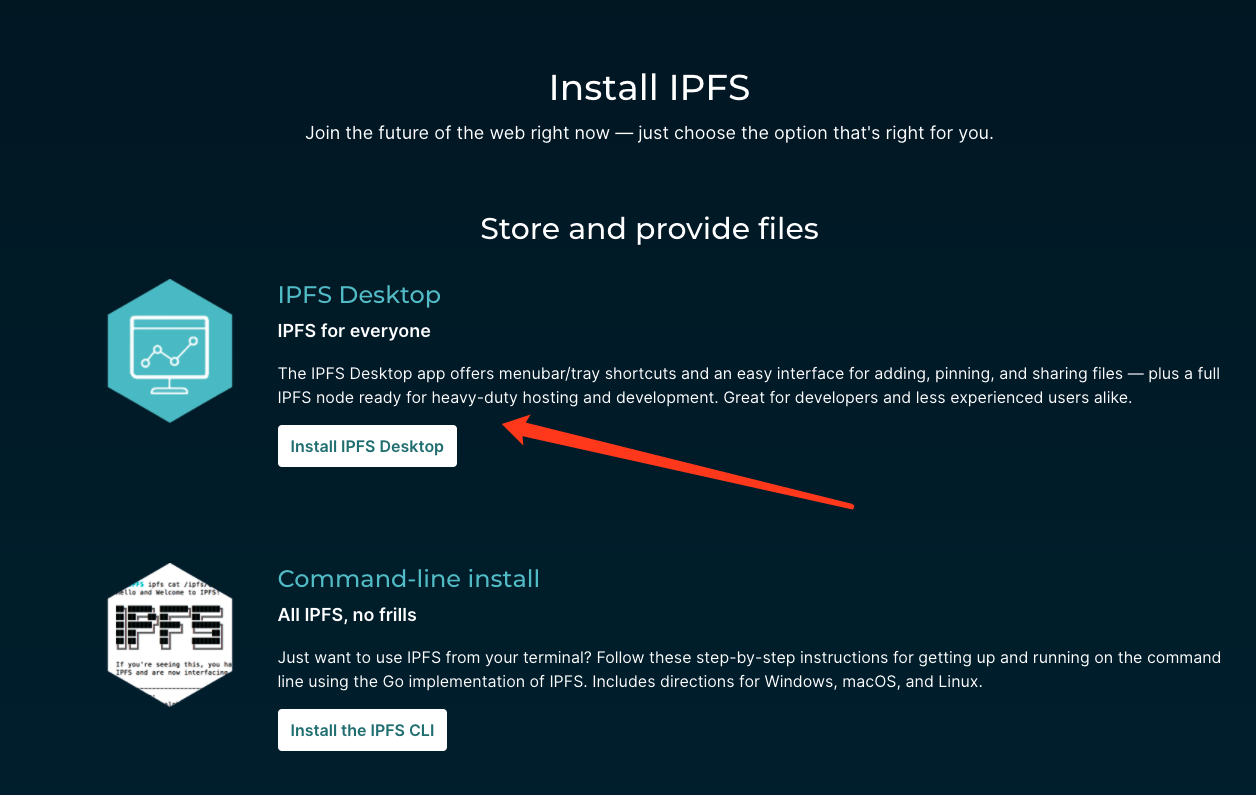 Install IPFS
Join the future of the web right now — just choose the option that's right for you.
Store and provide files
IPFS Desktop
IPFS for everyone
The IPFS Desktop app offers menubar/tray shortcuts and an easy interface for adding, pinning, and sharing files — plus a full
IPFS node ready for heavy-duty hosting and development. Great for developers and less experienced users alike.
Install IPFS Desktop
ipfs cat /ipfs/
Hello and Welcome to IPFS!
IPFS
If you're seeing this, you
IPFS and are now interfacing
Command-line install
All IPFS, no frills
Just want to use IPFS from your terminal? Follow these step-by-step instructions for getting up and running on the command
line using the Go implementation of IPFS. Includes directions for Windows, macOS, and Linux.
Install the IPFS CLI